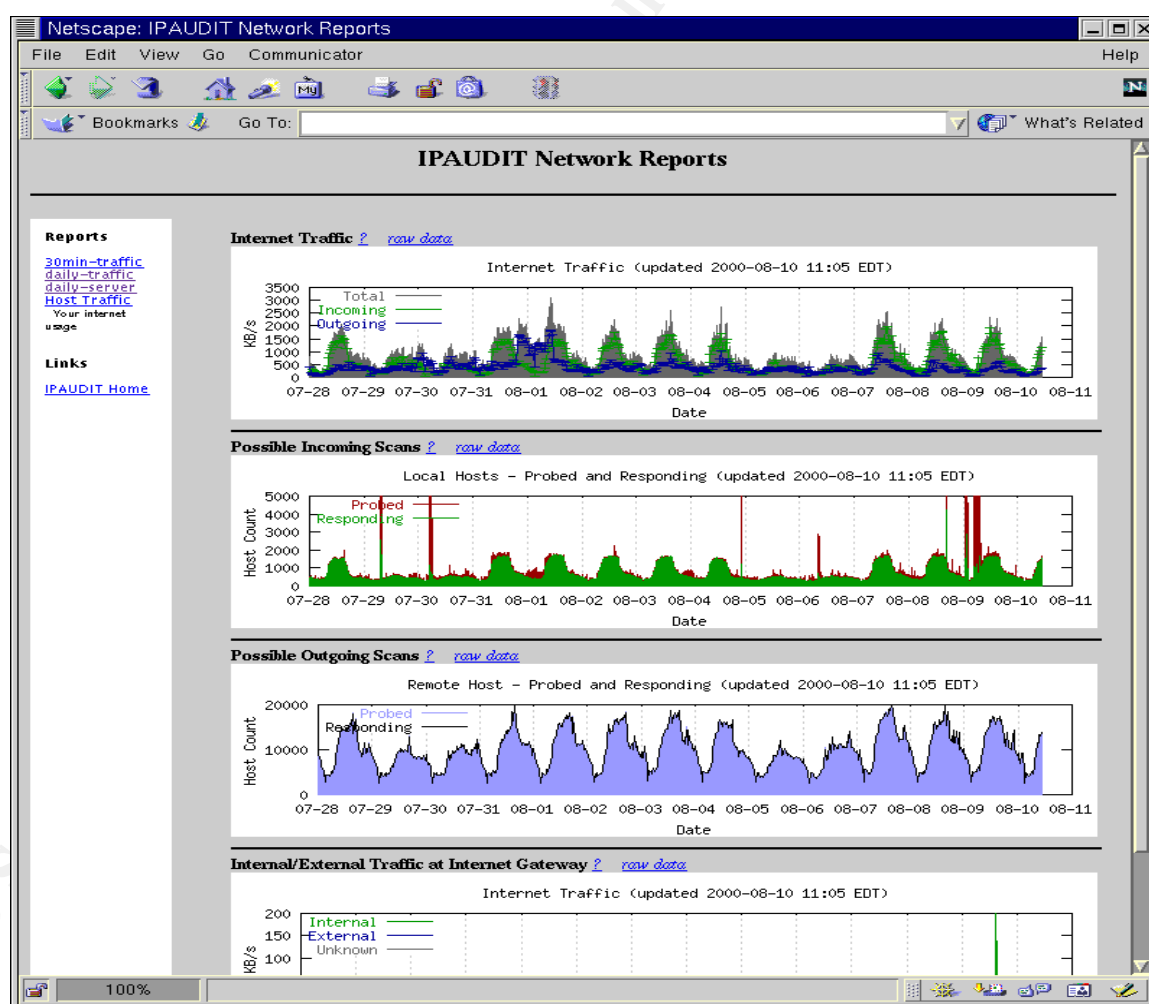 Netscape: IPAUDIT Network Reports
File Edit View Go Communicator Help
My N
Bookmarks Go To: What's Related
IPAUDIT Network Reports
Reports
30min-traffic
daily-traffic
daily-server
Host Traffic
Your internet
usage
Links
IPAUDIT Home
Internet Traffic ? raw data
Internet Traffic (updated 2000-08-10 11:05 EDT)
3500
3000
2500
2000
1500
1000
500
0
KB/s
Total
Incoming
Outgoing
07-28 07-29 07-30 07-31 08-01 08-02 08-03 08-04 08-05 08-06 08-07 08-08 08-09 08-10 08-11
Date
Possible Incoming Scans ? raw data
Local Hosts - Probed and Responding (updated 2000-08-10 11:05 EDT)
5000
4000
3000
2000
1000
0
Host Count
Probed
Responding
07-28 07-29 07-30 07-31 08-01 08-02 08-03 08-04 08-05 08-06 08-07 08-08 08-09 08-10 08-11
Date
Possible Outgoing Scans ? raw data
Remote Host - Probed and Responding (updated 2000-08-10 11:05 EDT)
20000
10000
0
Host Count
Probed
Responding
07-28 07-29 07-30 07-31 08-01 08-02 08-03 08-04 08-05 08-06 08-07 08-08 08-09 08-10 08-11
Date
Internal/External Traffic at Internet Gateway ? raw data
Internet Traffic (updated 2000-08-10 11:05 EDT)
200
150
100
KB/s
Internal
External
Unknown
100%